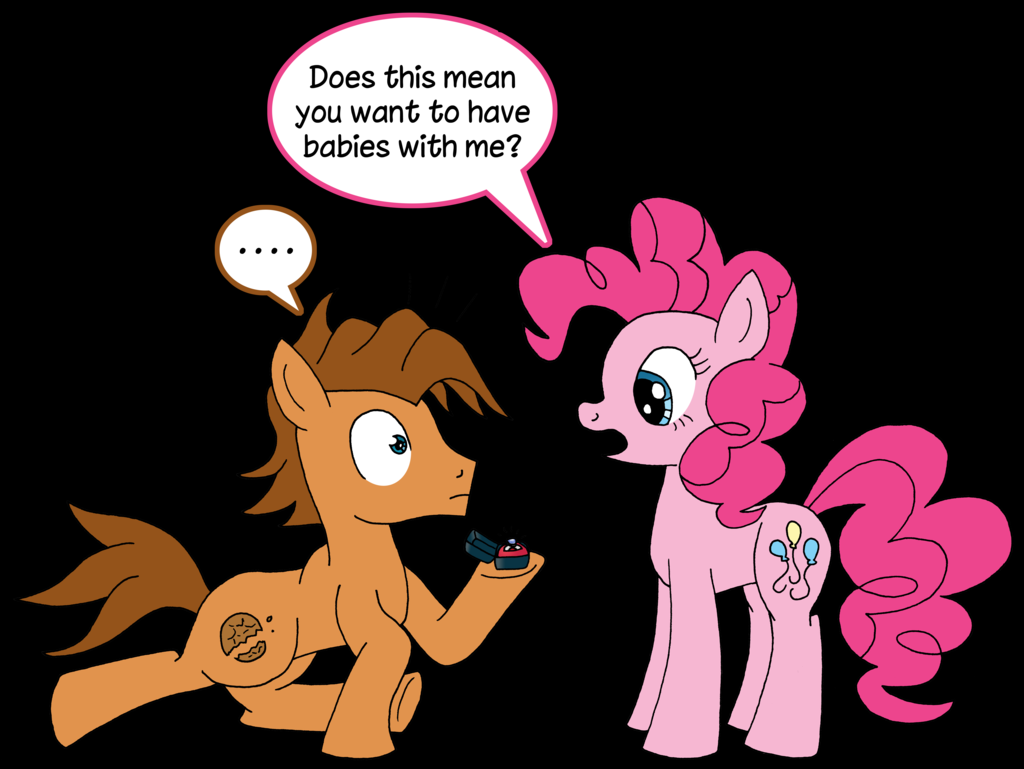 Does this mean
you want to have
babies with me?
....